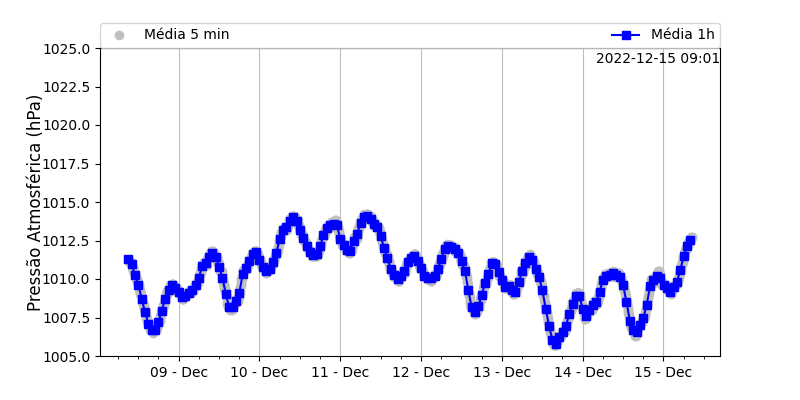 Média 5 min
Média 1h
2022-12-15 09:01
Pressão Atmosférica (hPa)
1025.0
1022.5
1020.0
1017.5
1015.0
1012.5
1010.0
1007.5
1005.0
09 - Dec
10 - Dec
11 - Dec
12 - Dec
13 - Dec
14 - Dec
15 - Dec